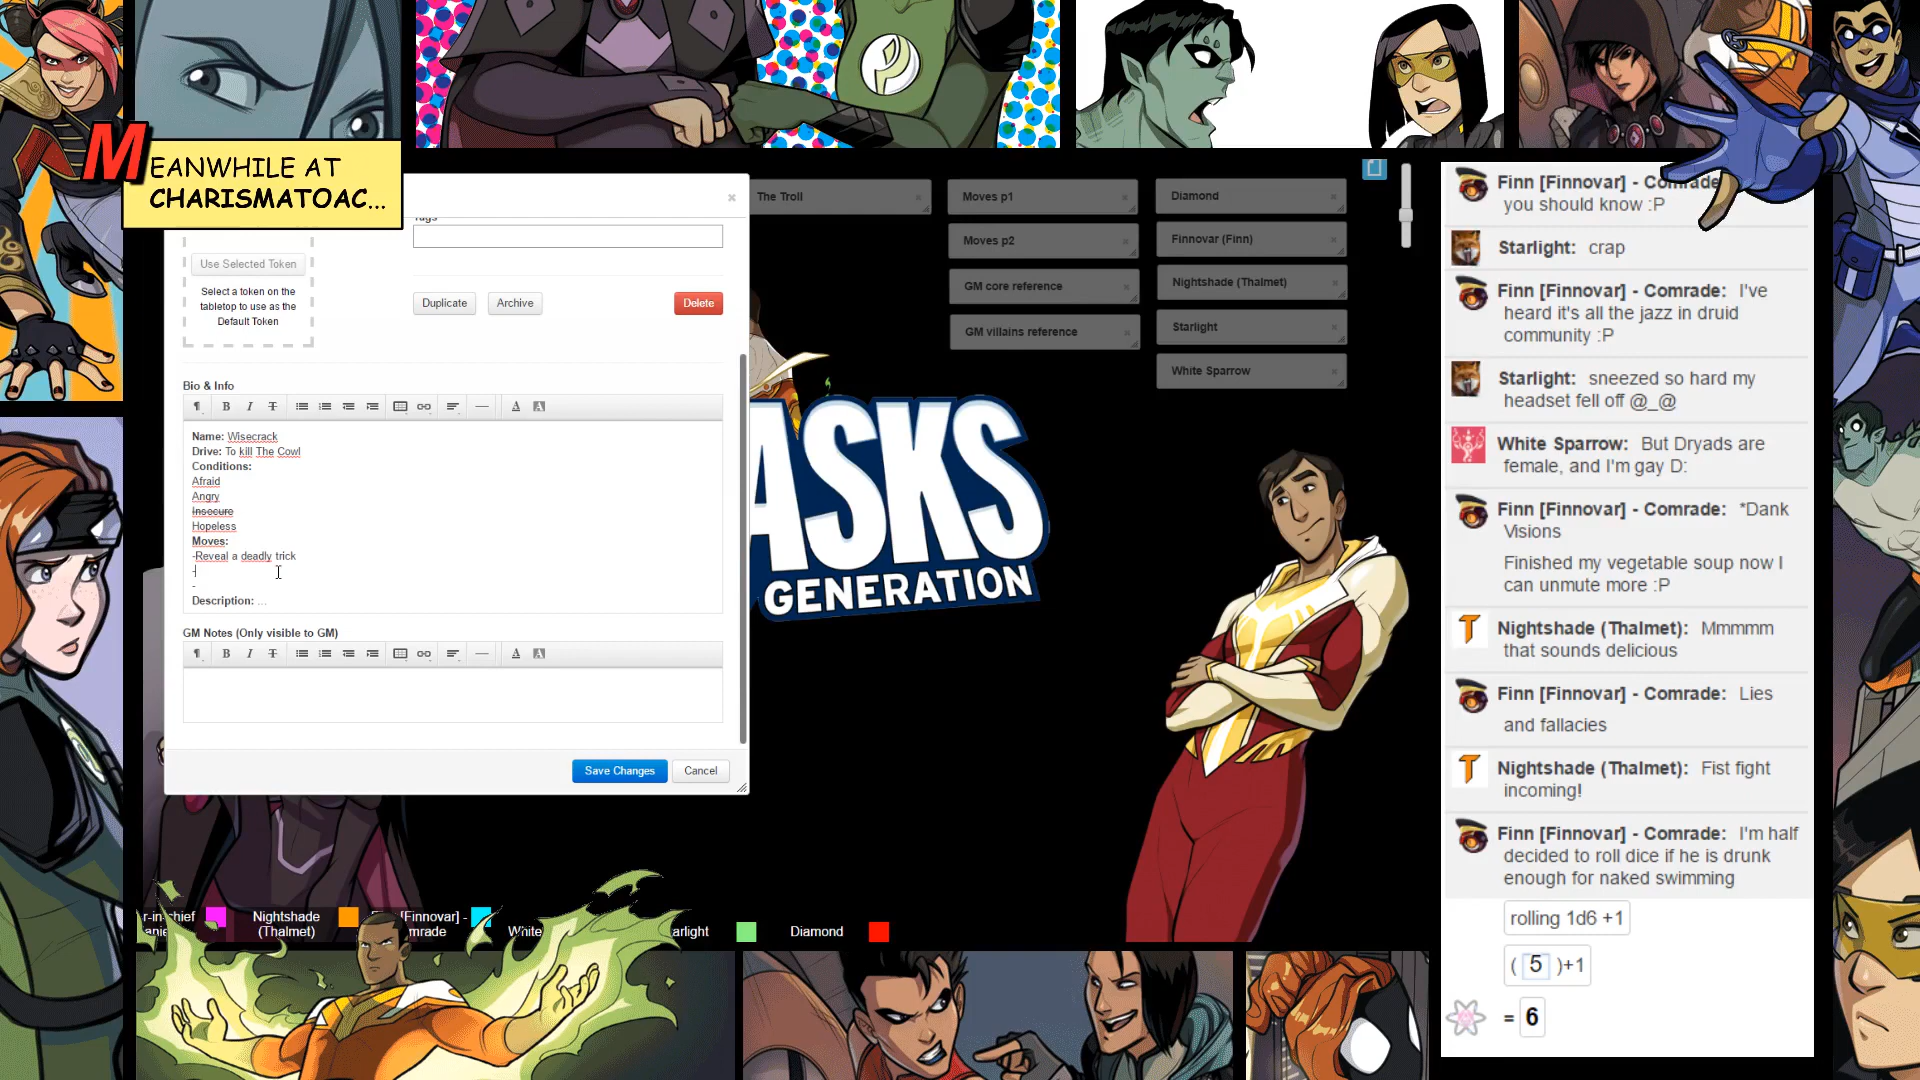 MEANWHILE AT
CHARISMATOAC...
Tags
Use Selected Token
Select a token on the
tabletop to use as the
Default Token
Duplicate
Archive
Delete
Bio & Info
Name: Wisecrack
Drive: To kill The Cowl
Conditions:
Afraid
Angry
Insecure
Hopeless
Moves:
-Reveal a deadly trick
-
-
Description: ...
GM Notes (Only visible to GM)
Save Changes
Cancel
The Troll
Moves p1
Moves p2
GM core reference
GM villains reference
Diamond
Finnovar (Finn)
Nightshade (Thalmet)
Starlight
White Sparrow
ASKS
GENERATION
r-in-chief
Nightshade
(Thalmet)
[Finnovar] -
mrade
White
arlight
Diamond
Finn [Finnovar] - Comrade
you should know :P
Starlight: crap
Finn [Finnovar] - Comrade: I've
heard it's all the jazz in druid
community :P
Starlight: sneezed so hard my
headset fell off @_@
White Sparrow: But Dryads are
female, and I'm gay D:
Finn [Finnovar] - Comrade: *Dank
Visions
Finished my vegetable soup now I
can unmute more :P
Nightshade (Thalmet): Mmmmm
that sounds delicious
Finn [Finnovar] - Comrade: Lies
and fallacies
Nightshade (Thalmet): Fist fight
incoming!
Finn [Finnovar] - Comrade: I'm half
decided to roll dice if he is drunk
enough for naked swimming
rolling 1d6 +1
( 5 )+1
= 6